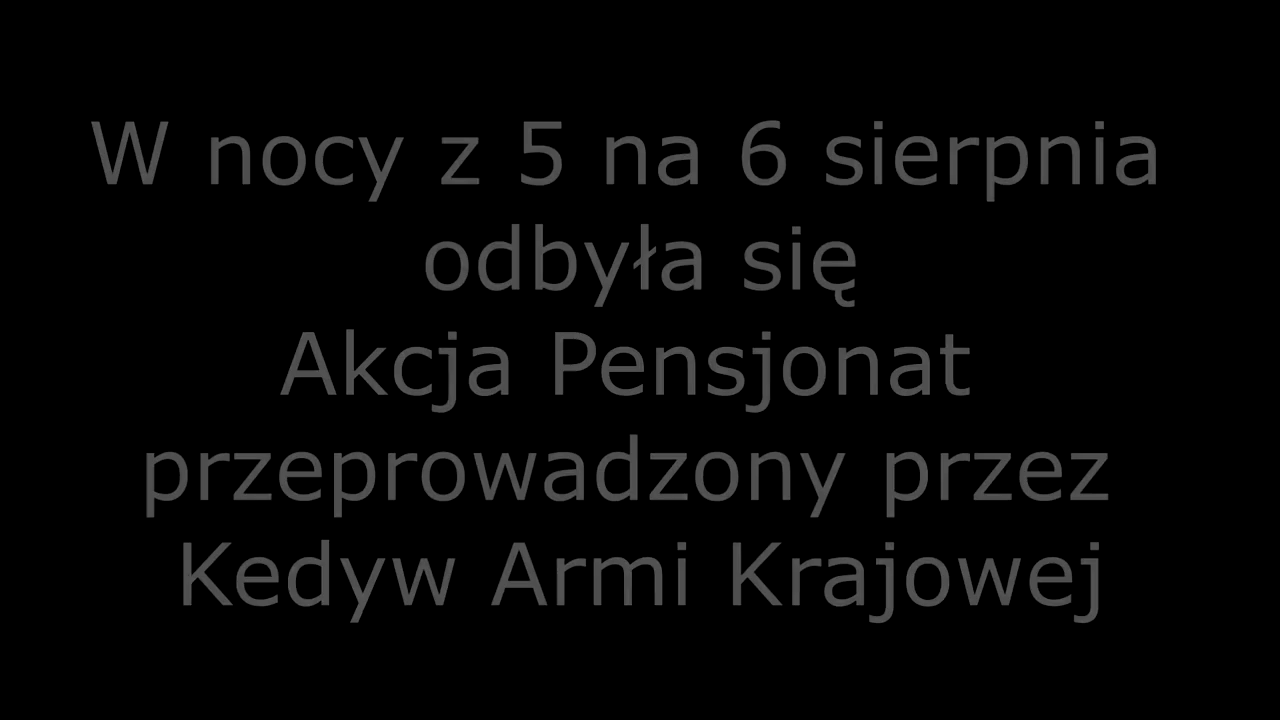 W nocy z 5 na 6 sierpnia
odbyła się
Akcja Pensjonat
przeprowadzony przez
Kedyw Armi Krajowej